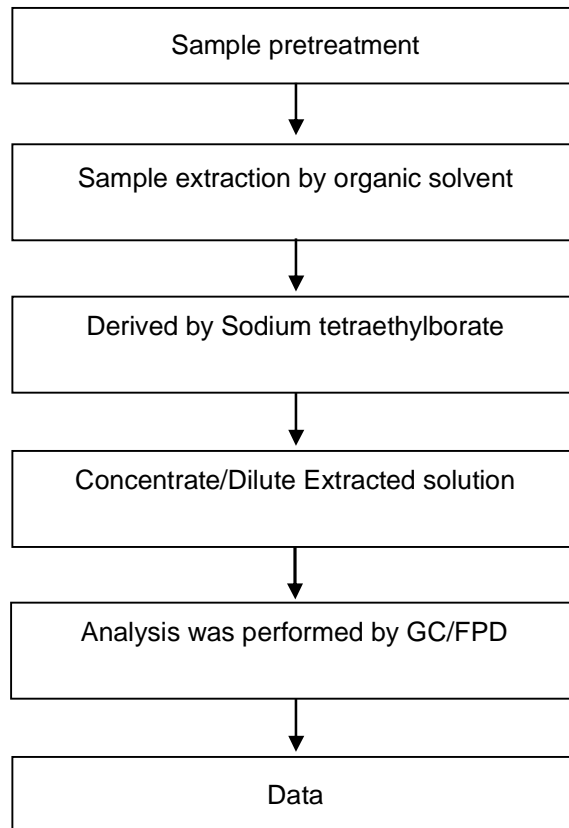 Sample pretreatment
Sample extraction by organic solvent
Derived by Sodium tetraethylborate
Concentrate/Dilute Extracted solution
Analysis was performed by GC/FPD
Data